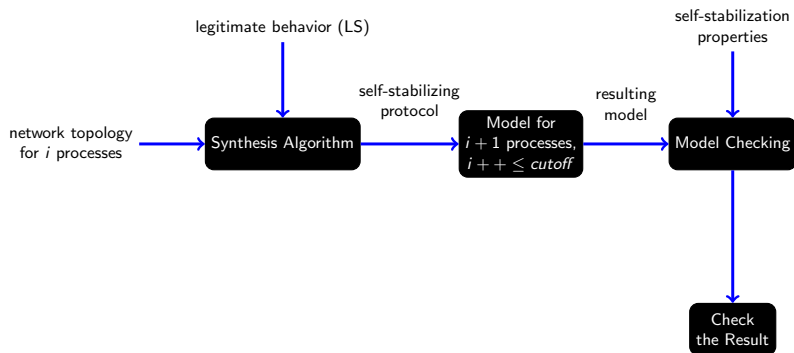 legitimate behavior (LS)
self-stabilization
properties
network topology
for i processes
Synthesis Algorithm
self-stabilizing
protocol
Model for
i + 1 processes,
i + + ≤ cutoff
resulting
model
Model Checking
Check
the Result